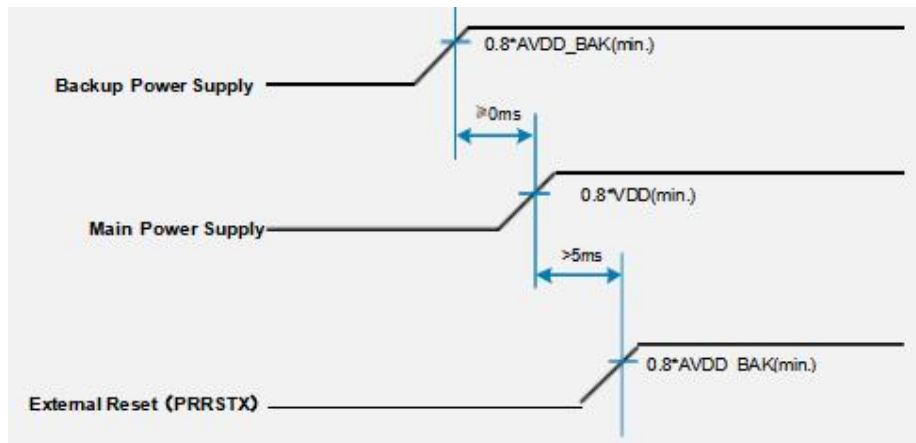 0.8*AVDD_BAK(min.)
Backup Power Supply
≥0ms
0.8*VDD(min.)
Main Power Supply
>5ms
0.8*AVDD BAK(min.)
External Reset (PRRSTX)